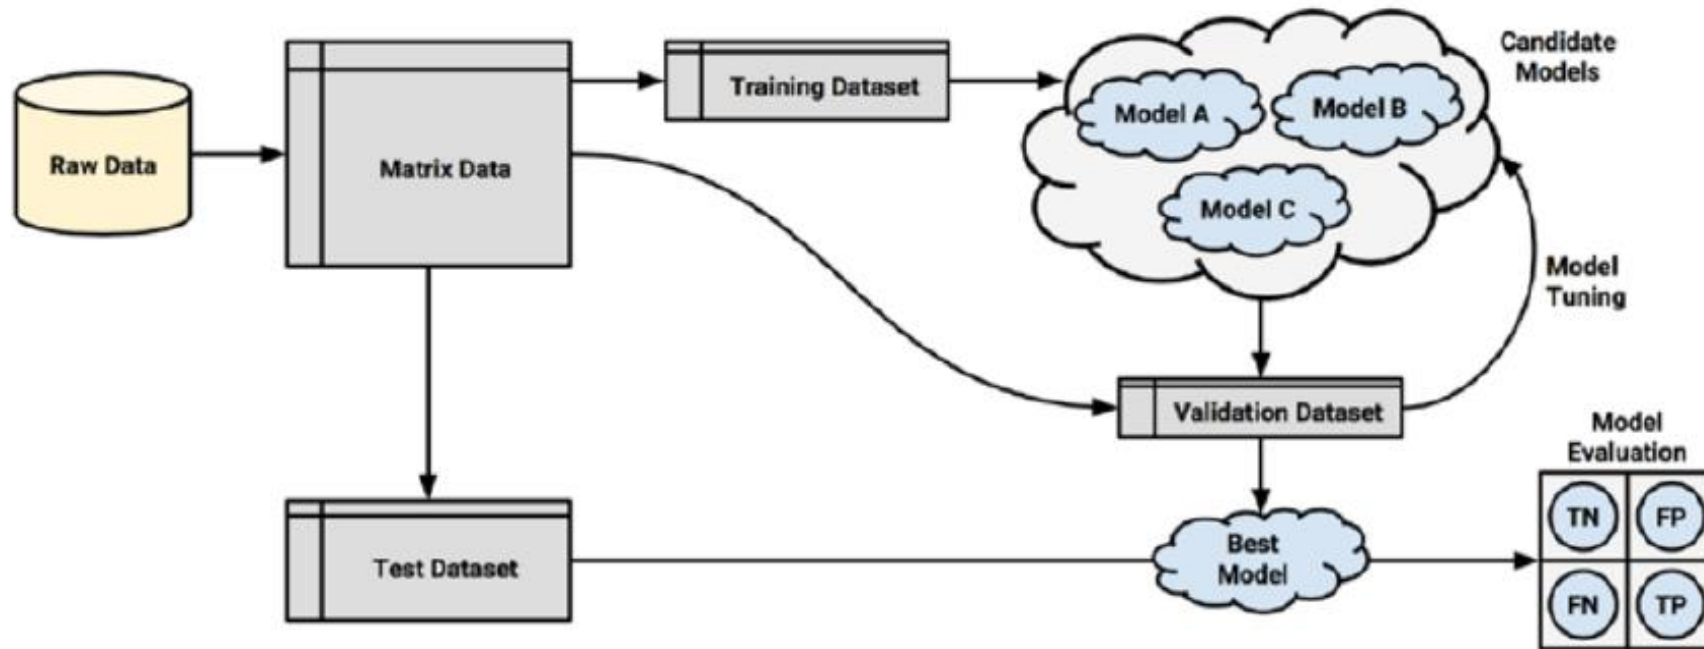 Raw Data
Matrix Data
Training Dataset
Candidate
Models
Model A
Model B
Model C
Model
Tuning
Validation Dataset
Model
Evaluation
Test Dataset
Best
Model
TN
FP
FN
TP